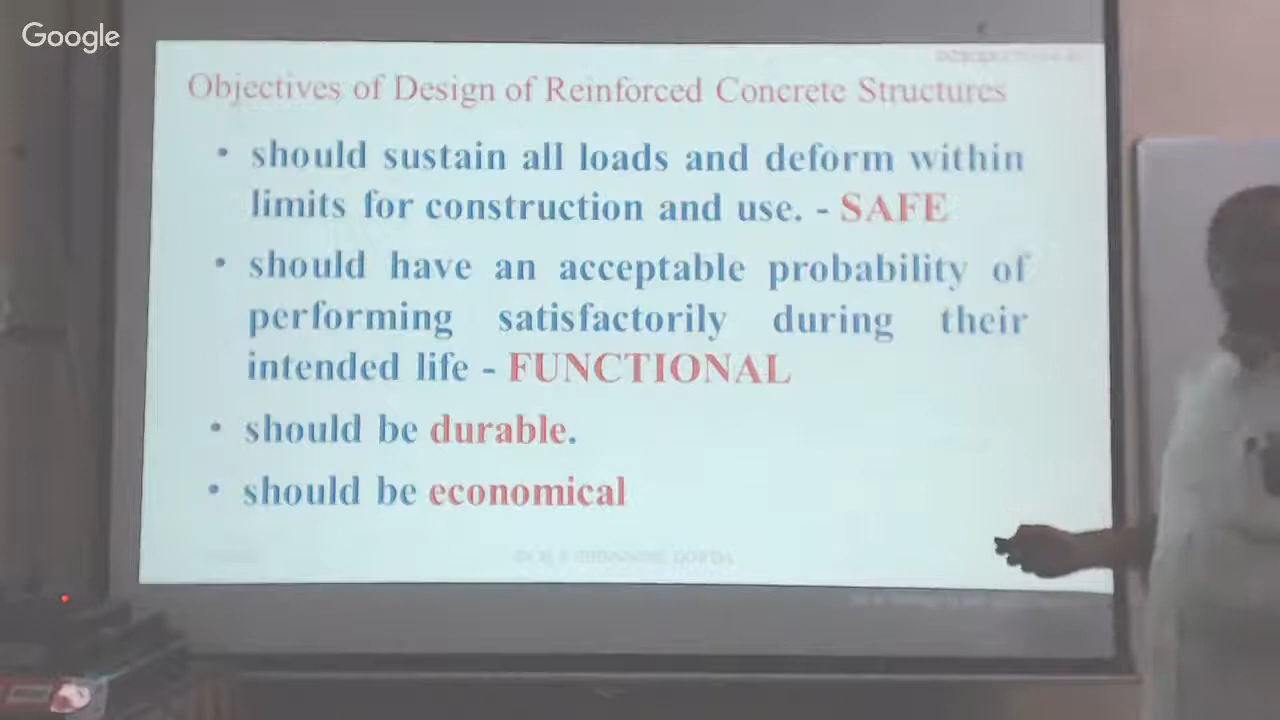 Google
Objectives of Design of Reinforced Concrete Structures
• should sustain all loads and deform within
limits for construction and use. - SAFE
• should have an acceptable probability of
performing satisfactorily during their
intended life - FUNCTIONAL
• should be durable.
• should be economical